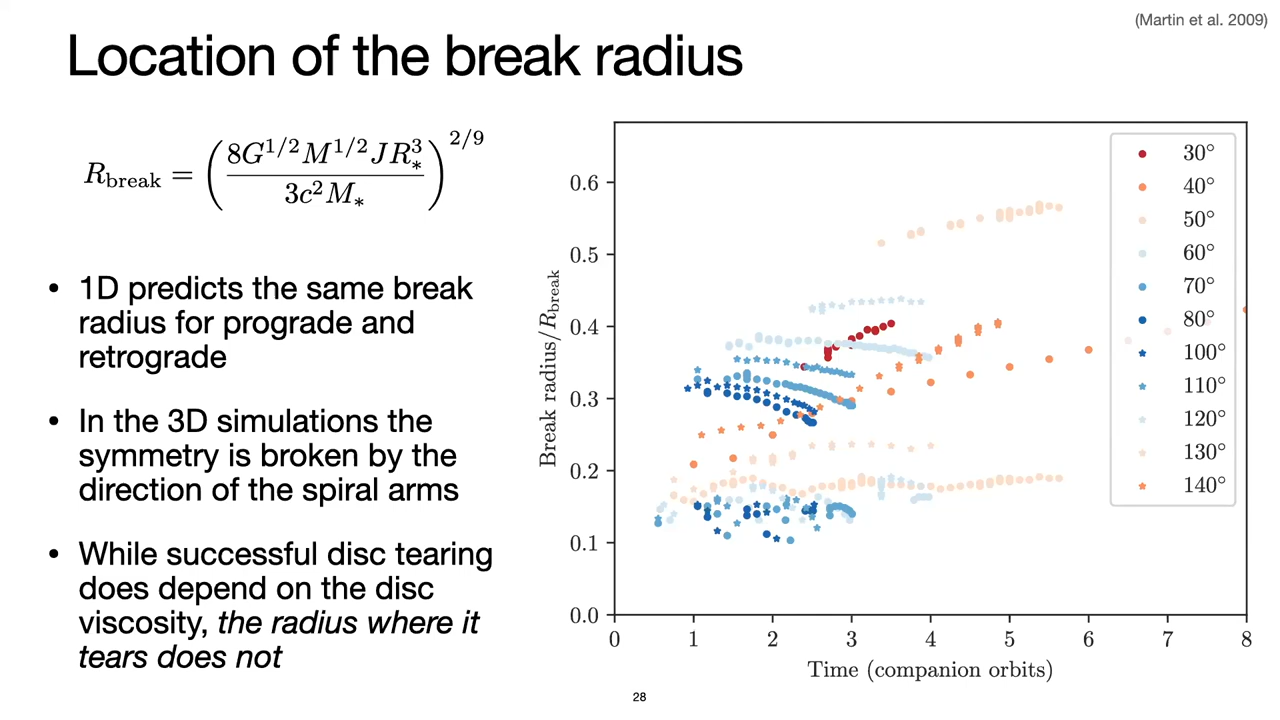 (Martin et al. 2009)
Location of the break radius
R_break = (8G^{1/2}M^{1/2}JR_*^3 / 3c^2M_*)^{2/9}
• 1D predicts the same break
radius for prograde and
retrograde
• In the 3D simulations the
symmetry is broken by the
direction of the spiral arms
• While successful disc tearing
does depend on the disc
viscosity, the radius where it
tears does not
Break radius/R_break
0.6
0.5
0.4
0.3
0.2
0.1
0.0
0 1 2 3 4 5 6 7 8
Time (companion orbits)
30°
40°
50°
60°
70°
80°
100°
110°
120°
130°
140°
28